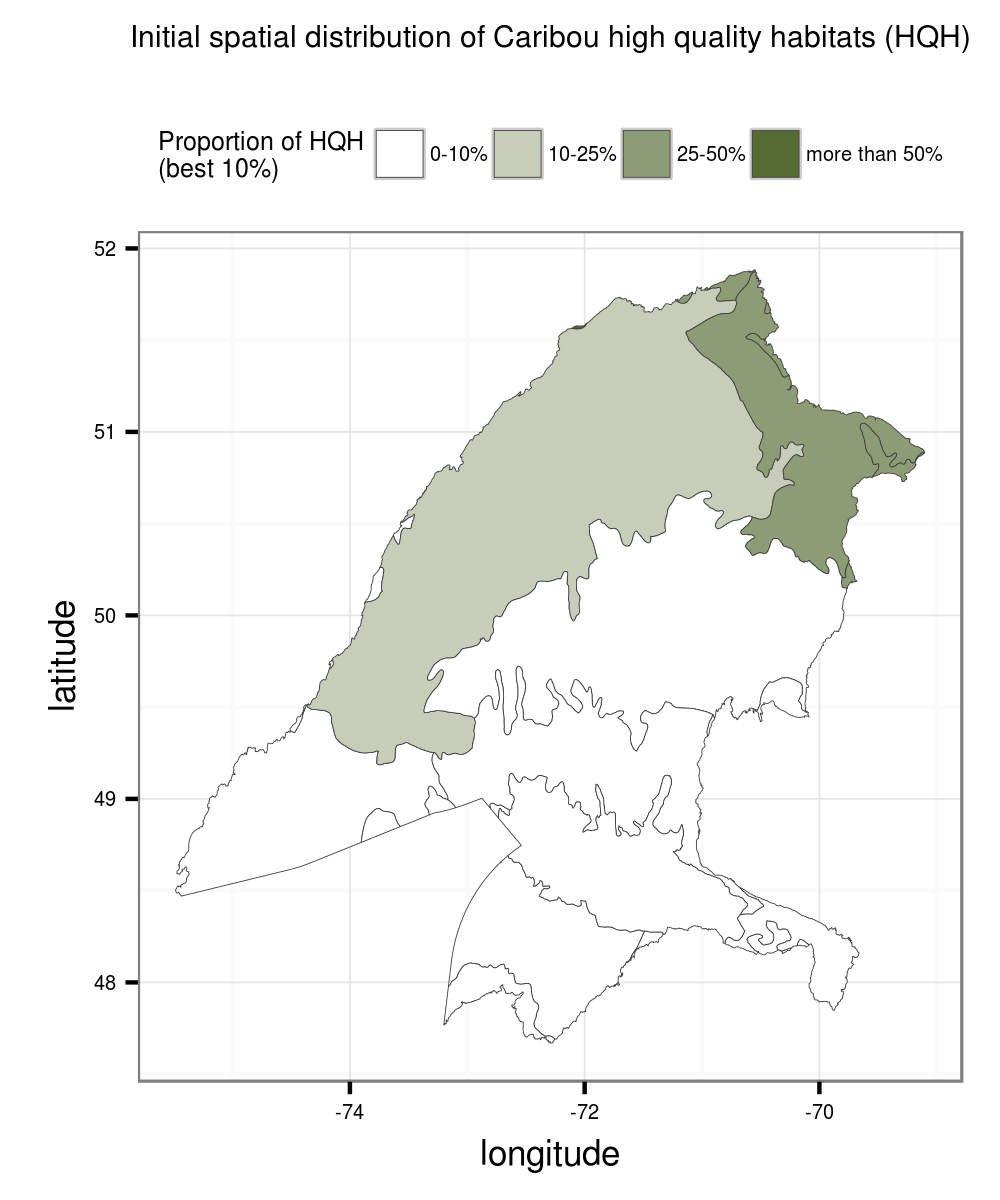 Initial spatial distribution of Caribou high quality habitats (HQH)
Proportion of HQH
(best 10%)
0-10%
10-25%
25-50%
more than 50%
52
51
50
49
48
latitude
-74
-72
-70
longitude